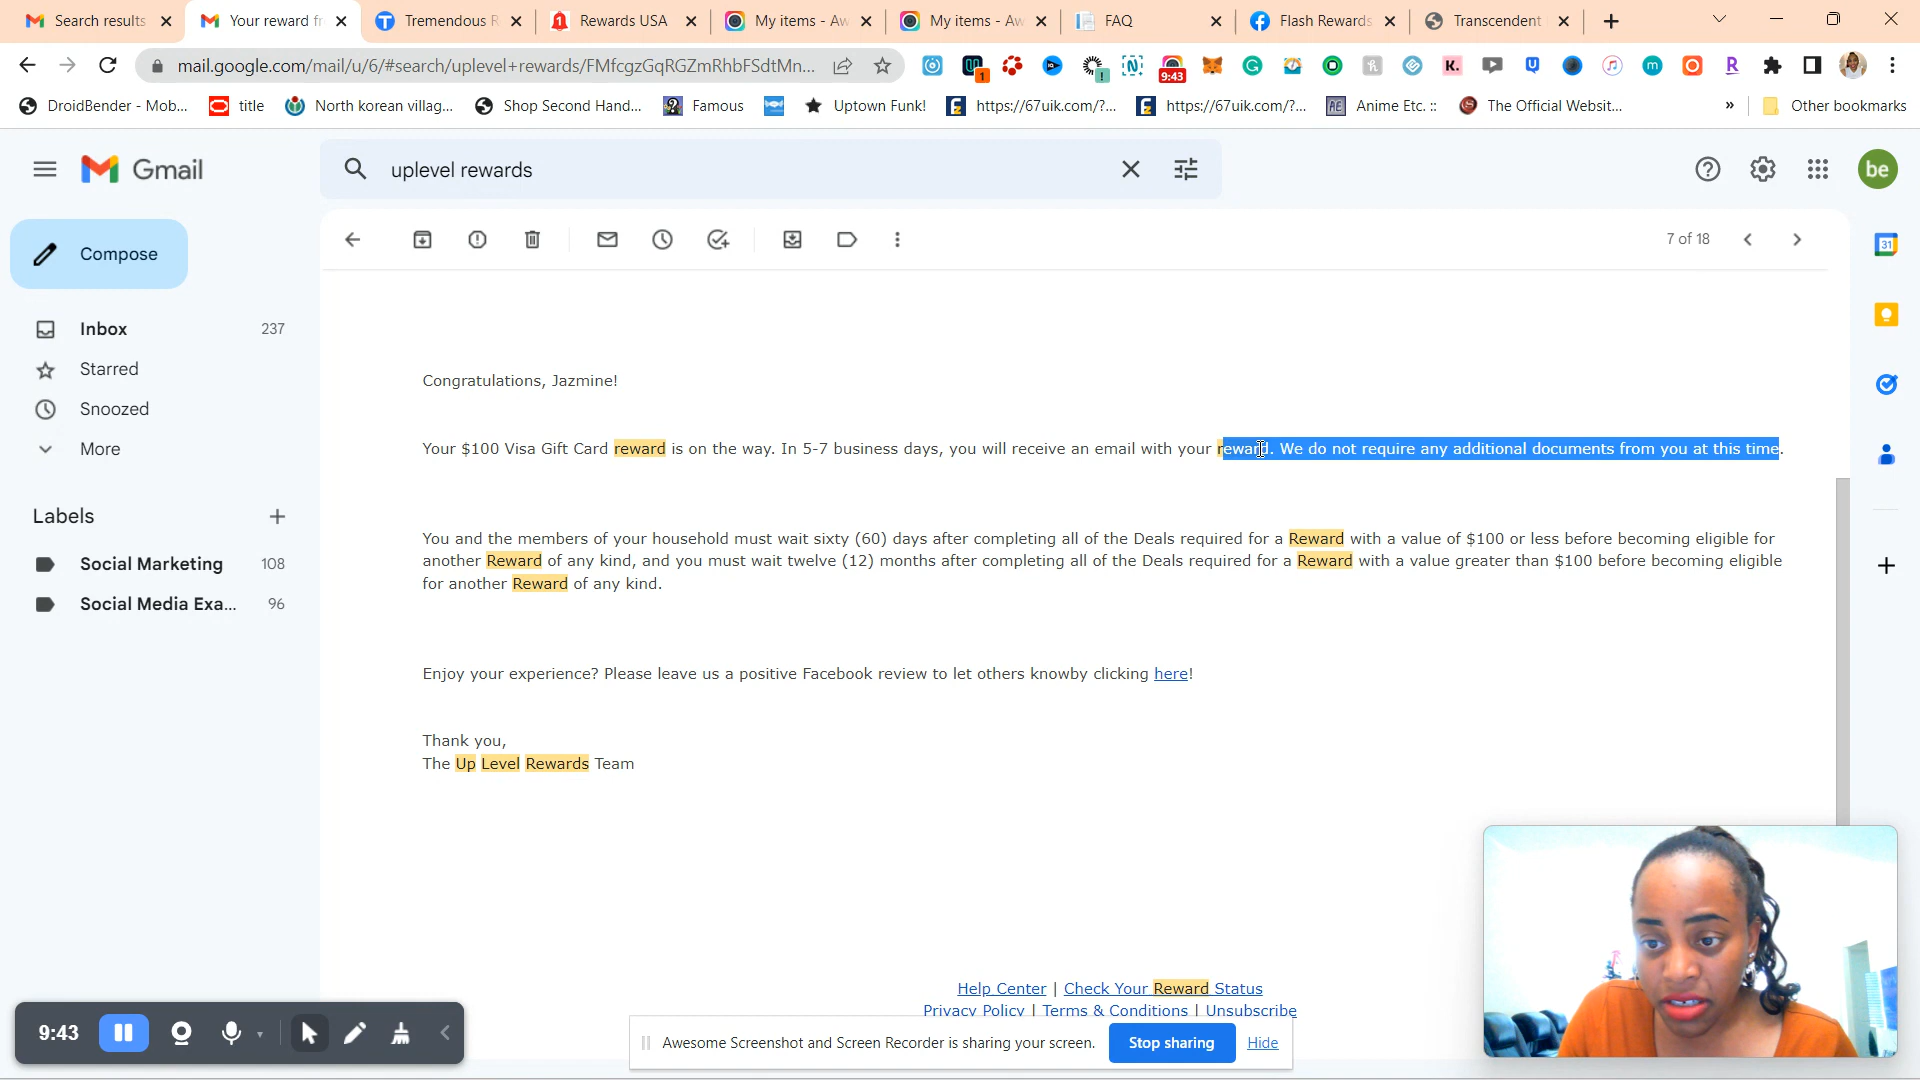 Search results
Your reward fr
Tremendous R
Rewards USA
My items - Aw
My items - Aw
FAQ
Flash Rewards
Transcendent
mail.google.com/mail/u/6/#search/uplevel+rewards/FMfcgzGqRGZmRhbFSdtMn...
1
9:43
DroidBender - Mob...
title
North korean villag...
Shop Second Hand...
Famous
Uptown Funk!
https://67uik.com/?...
https://67uik.com/?...
Anime Etc. ::
The Official Websit...
»
Other bookmarks
Gmail
uplevel rewards
be
Compose
7 of 18
31
Inbox 237
Starred
Snoozed
More
Labels
Social Marketing 108
Social Media Exa... 96
Congratulations, Jazmine!
Your $100 Visa Gift Card reward is on the way. In 5-7 business days, you will receive an email with your reward. We do not require any additional documents from you at this time.
You and the members of your household must wait sixty (60) days after completing all of the Deals required for a Reward with a value of $100 or less before becoming eligible for
another Reward of any kind, and you must wait twelve (12) months after completing all of the Deals required for a Reward with a value greater than $100 before becoming eligible
for another Reward of any kind.
Enjoy your experience? Please leave us a positive Facebook review to let others knowby clicking here!
Thank you,
The Up Level Rewards Team
Help Center | Check Your Reward Status
Privacy Policy | Terms & Conditions | Unsubscribe
9:43
Awesome Screenshot and Screen Recorder is sharing your screen.
Stop sharing
Hide